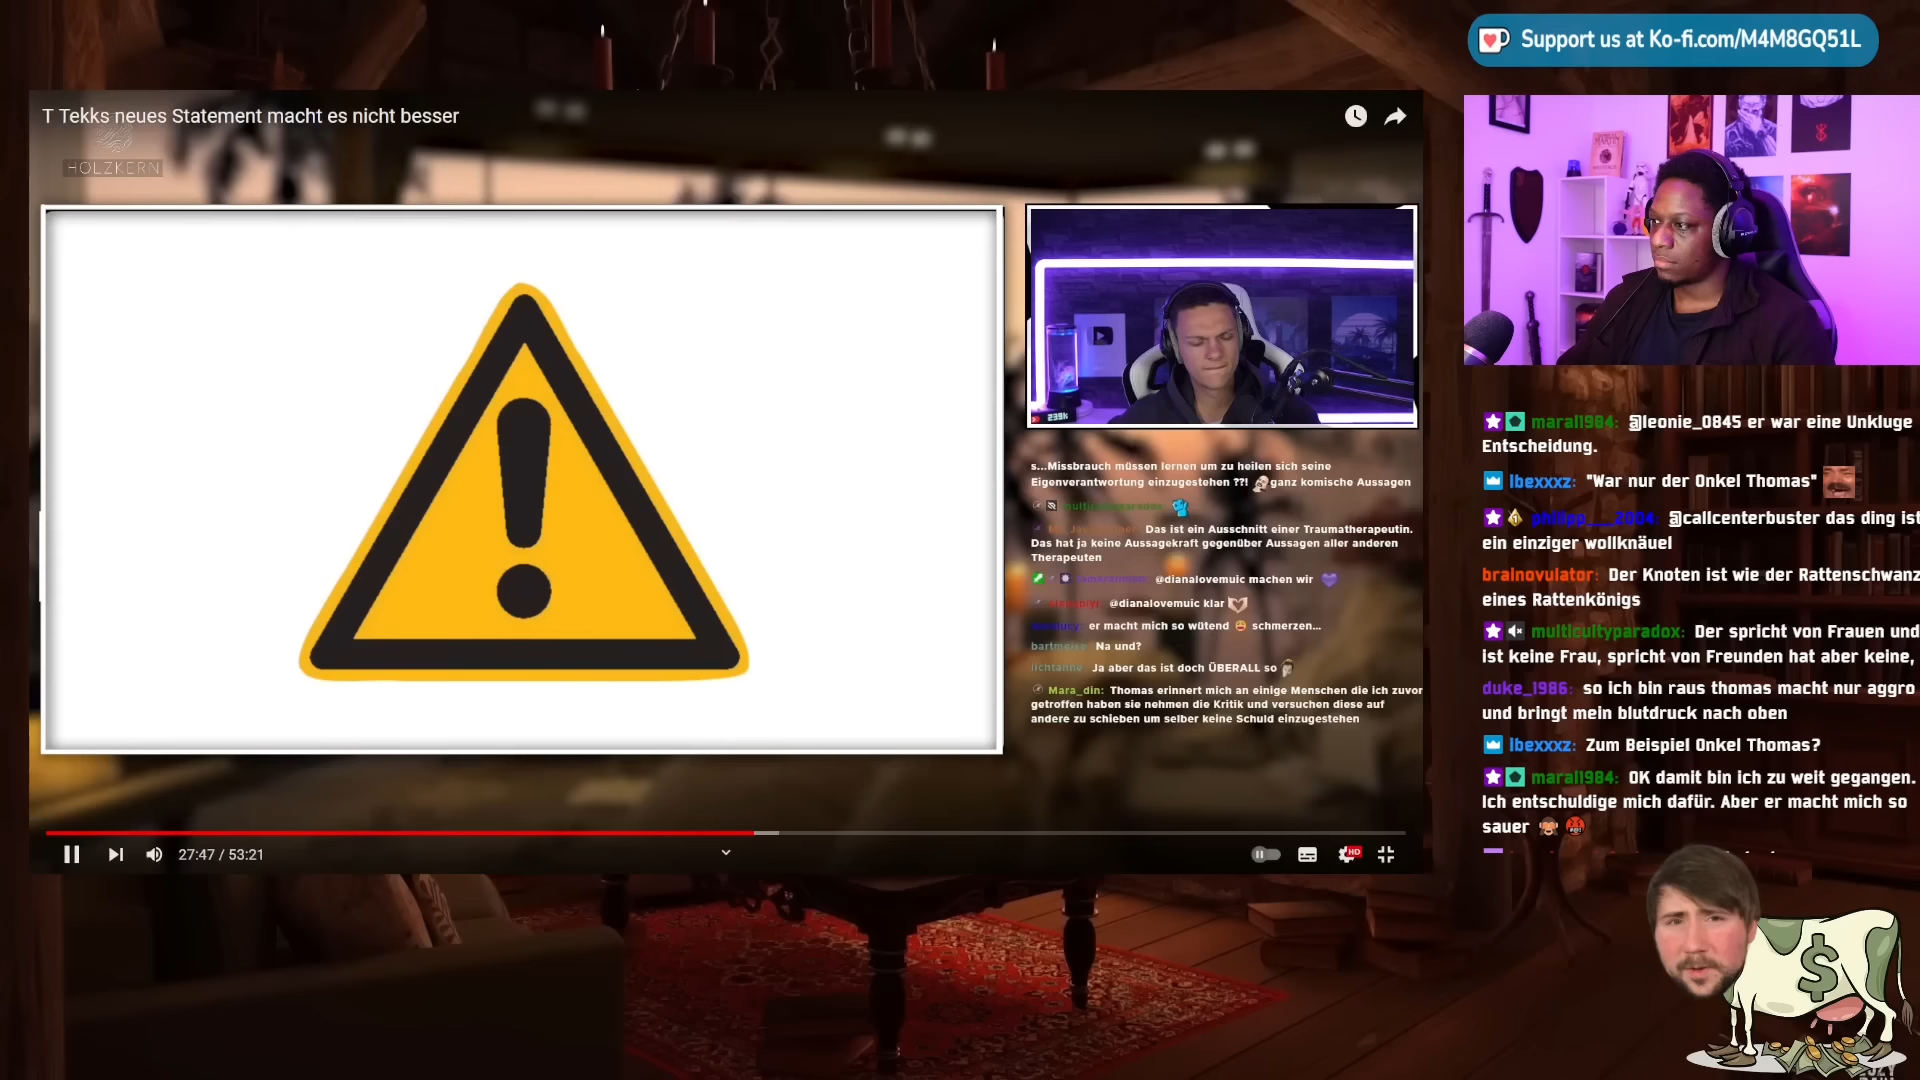 Support us at Ko-fi.com/M4M8GQ51L
T Tekks neues Statement macht es nicht besser
HOLZKERN
239k
s...Missbrauch müssen lernen um zu heilen sich seine
Eigenverantwortung einzugestehen ??! ganz komische Aussagen
Das ist ein Ausschnitt einer Traumatherapeutin.
Das hat ja keine Aussagekraft gegenüber Aussagen aller anderen
Therapeuten
@dianalovemuic machen wir
@dianalovemuic klar
er macht mich so wütend schmerzen...
Na und?
Ja aber das ist doch ÜBERALL so
Mara_din: Thomas erinnert mich an einige Menschen die ich zuvor
getroffen haben sie nehmen die Kritik und versuchen diese auf
andere zu schieben um selber keine Schuld einzugestehen
27:47 / 53:21
HD
maral1984: @leonie_0845 er war eine Unkluge
Entscheidung.
lbexxxz: "War nur der Onkel Thomas"
philipp___2004: @callcenterbuster das ding ist
ein einziger wollknäuel
brainovulator: Der Knoten ist wie der Rattenschwanz
eines Rattenkönigs
multicultyparadox: Der spricht von Frauen und
ist keine Frau, spricht von Freunden hat aber keine,
duke_1986: so ich bin raus thomas macht nur aggro
und bringt mein blutdruck nach oben
lbexxxz: Zum Beispiel Onkel Thomas?
maral1984: OK damit bin ich zu weit gegangen.
Ich entschuldige mich dafür. Aber er macht mich so
sauer
$